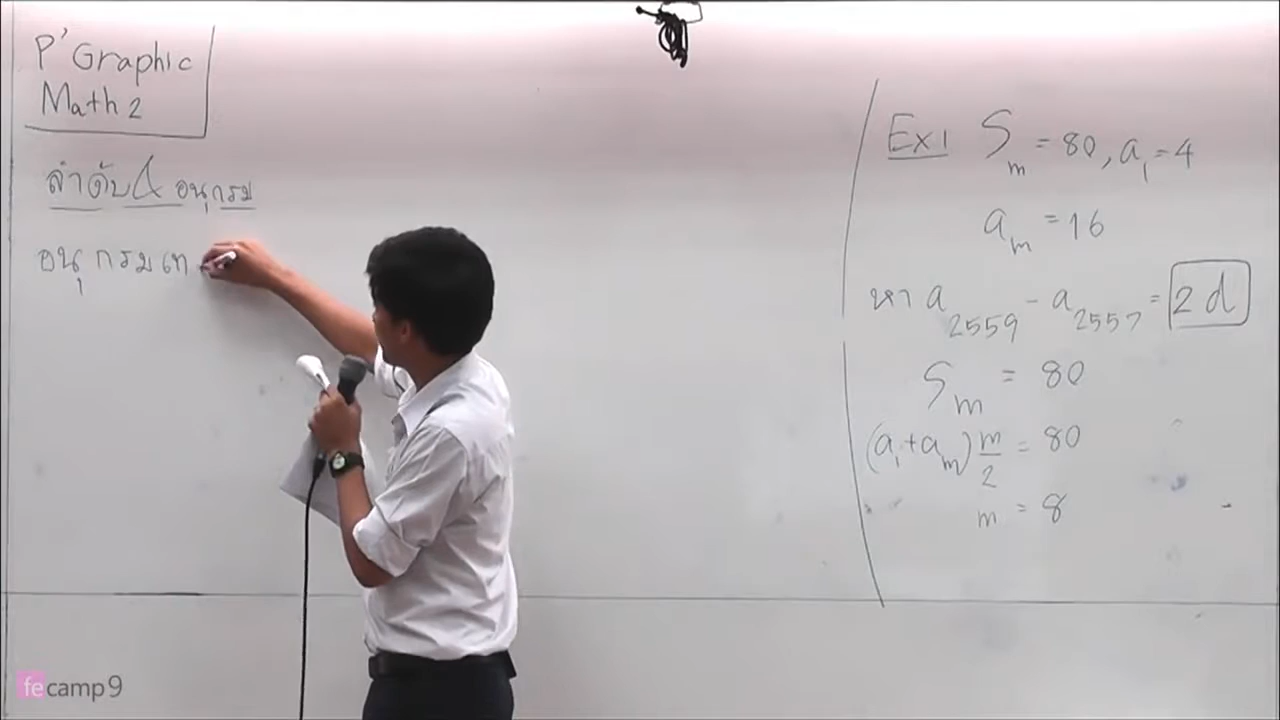 P'Graphic
Math 2
ลำดับ & อนุกรม
อนุกรมเท
Ex1 Sₘ = 80, a₁ = 4
aₘ = 16
หา a₂₅₅₉ - a₂₅₅₇ = 2d
Sₘ = 80
(a₁+aₘ) m/2 = 80
m = 8
fecamp9